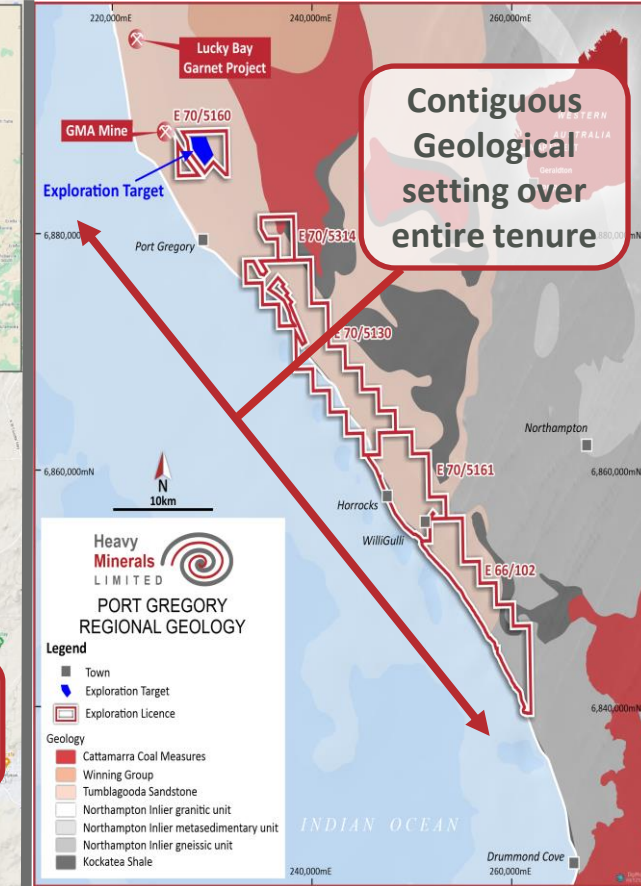 220,000mE
240,000mE
260,000mE
Lucky Bay
Garnet Project
E 70/5160
GMA Mine
Exploration Target
Contiguous
Geological
setting over
entire tenure
WESTERN
AUSTRALIA
Geraldton
6,880,000mN
6,880,000mN
Port Gregory
E 70/5314
E 70/5130
Northampton
6,860,000mN
6,860,000mN
N
10km
E 70/5161
Horrocks
WilliGulli
E 66/102
Heavy
Minerals
LIMITED
PORT GREGORY
REGIONAL GEOLOGY
Legend
Town
Exploration Target
Exploration Licence
Geology
Cattamarra Coal Measures
Winning Group
Tumblagooda Sandstone
Northampton Inlier granitic unit
Northampton Inlier metasedimentary unit
Northampton Inlier gneissic unit
Kockatea Shale
6,840,000mN
INDIAN OCEAN
Drummond Cove
240,000mE
260,000mE